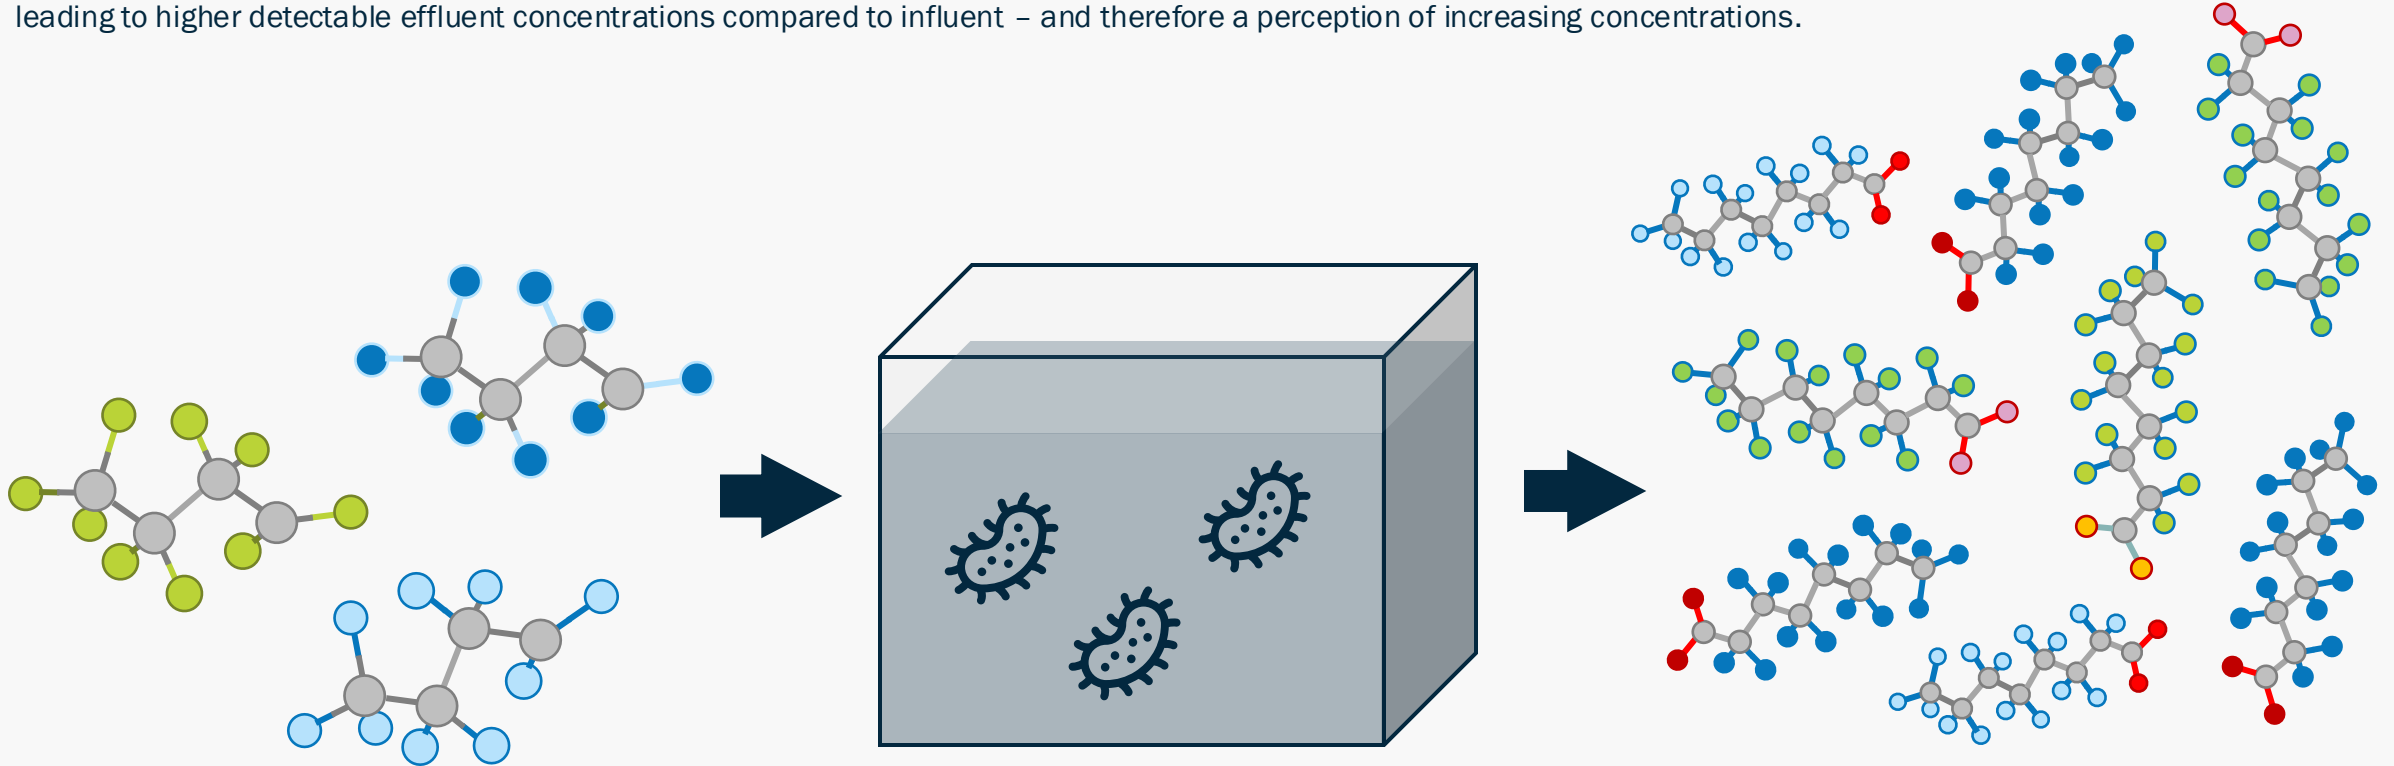 leading to higher detectable effluent concentrations compared to influent – and therefore a perception of increasing concentrations.